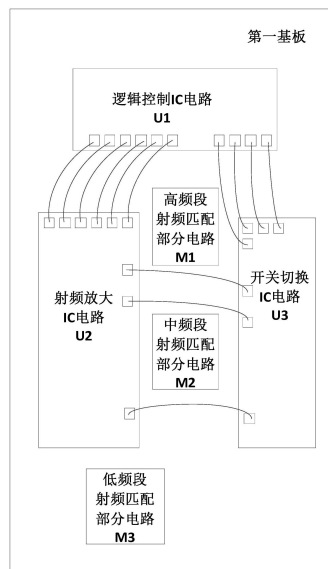 第一基板
逻辑控制IC电路
U1
高频段
射频匹配
部分电路
M1
射频放大
IC电路
U2
开关切换
IC电路
U3
中频段
射频匹配
部分电路
M2
低频段
射频匹配
部分电路
M3